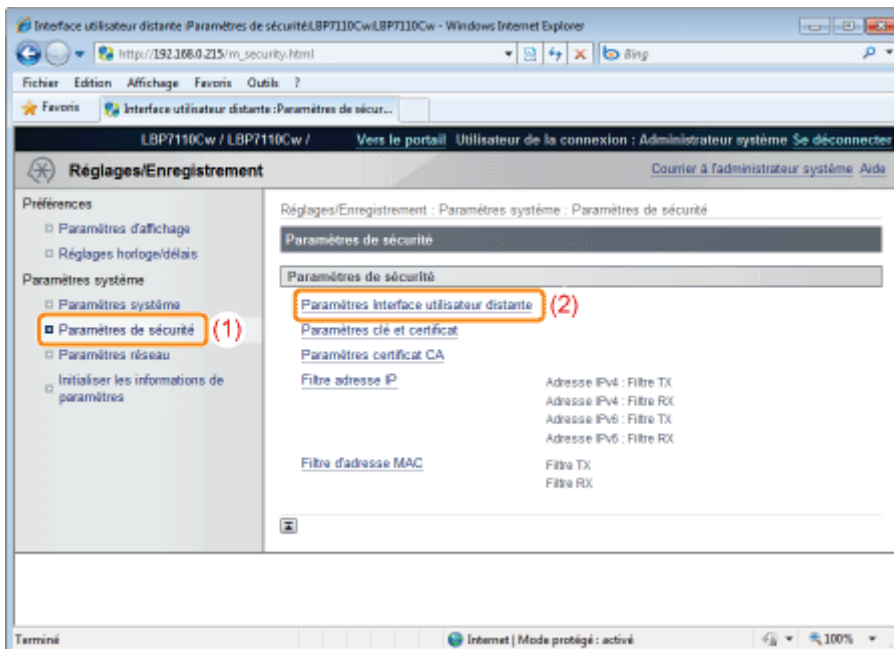 Interface utilisateur distante :Paramètres de sécurité:LBP7110Cw:LBP7110Cw - Windows Internet Explorer
http://192.168.0.215/m_security.html
Bing
Fichier Edition Affichage Favoris Outils ?
Favoris Interface utilisateur distante :Paramètres de sécur...
LBP7110Cw / LBP7110Cw / Vers le portail Utilisateur de la connexion : Administrateur système Se déconnecter
Réglages/Enregistrement Courrier à l'administrateur système Aide
Préférences
Paramètres d'affichage
Réglages horloge/délais
Paramètres système
Paramètres système
Paramètres de sécurité (1)
Paramètres réseau
Initialiser les informations de
paramètres
Réglages/Enregistrement : Paramètres système : Paramètres de sécurité
Paramètres de sécurité
Paramètres de sécurité
Paramètres Interface utilisateur distante (2)
Paramètres clé et certificat
Paramètres certificat CA
Filtre adresse IP Adresse IPv4 : Filtre TX
Adresse IPv4 : Filtre RX
Adresse IPv6 : Filtre TX
Adresse IPv6 : Filtre RX
Filtre d'adresse MAC Filtre TX
Filtre RX
Terminé Internet | Mode protégé : activé 100%